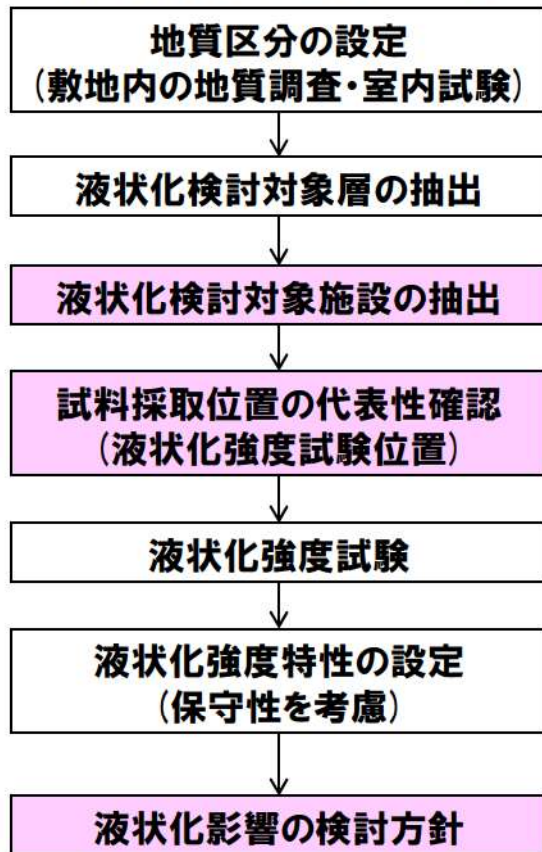 地質区分の設定
(敷地内の地質調査・室内試験)
液状化検討対象層の抽出
液状化検討対象施設の抽出
試料採取位置の代表性確認
(液状化強度試験位置)
液状化強度試験
液状化強度特性の設定
(保守性を考慮)
液状化影響の検討方針